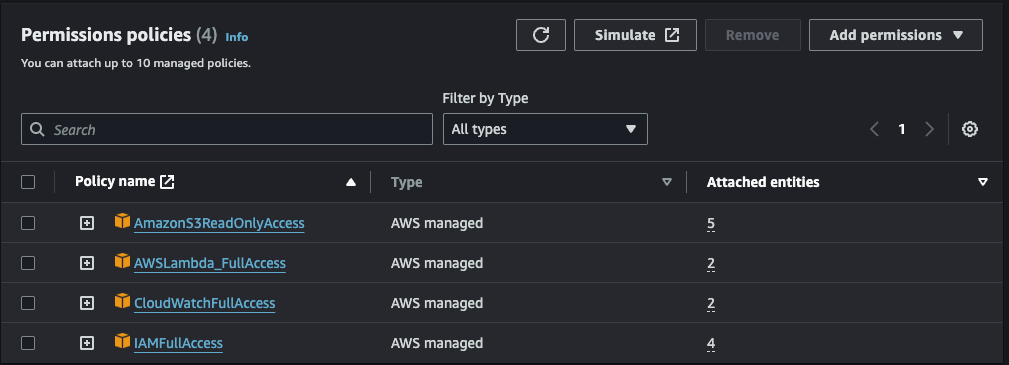 Permissions policies (4) Info
Simulate
Remove
Add permissions
You can attach up to 10 managed policies.
Filter by Type
Search
All types
1
Policy name
Type
Attached entities
AmazonS3ReadOnlyAccess AWS managed 5
AWSLambda_FullAccess AWS managed 2
CloudWatchFullAccess AWS managed 2
IAMFullAccess AWS managed 4